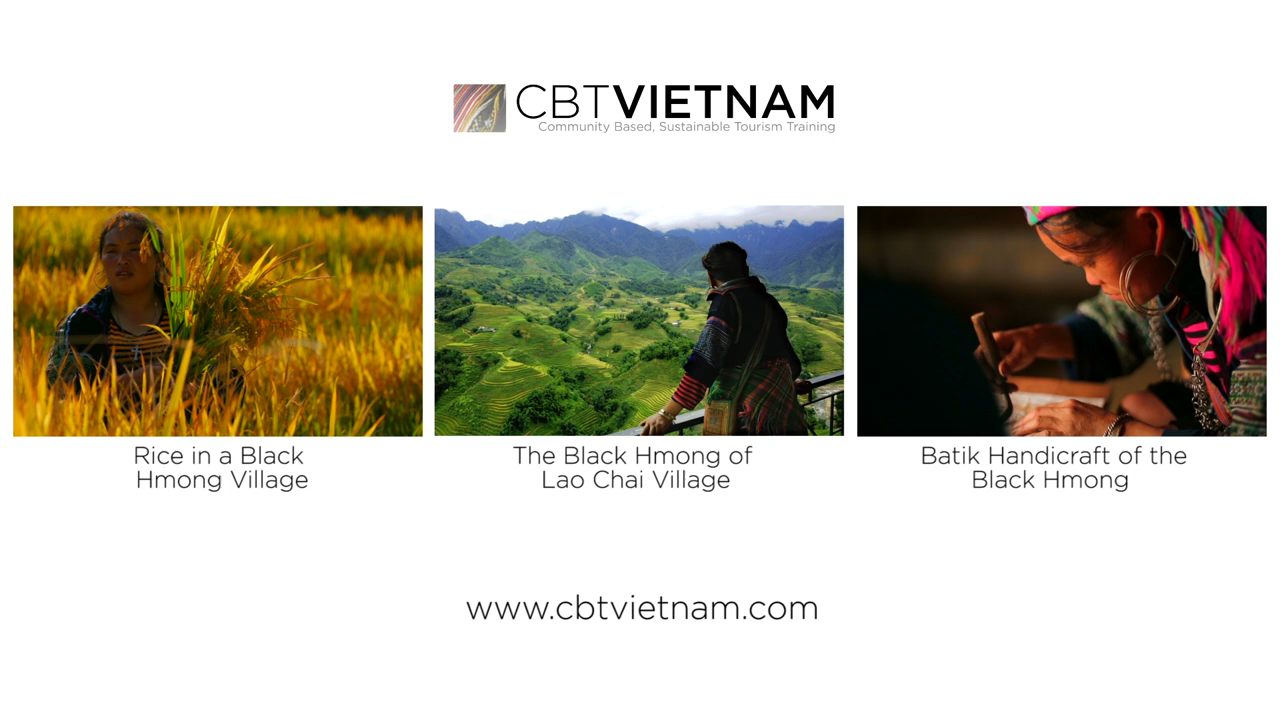 CBTVIETNAM
Community Based, Sustainable Tourism Training
Rice in a Black
Hmong Village
The Black Hmong of
Lao Chai Village
Batik Handicraft of the
Black Hmong
www.cbtvietnam.com